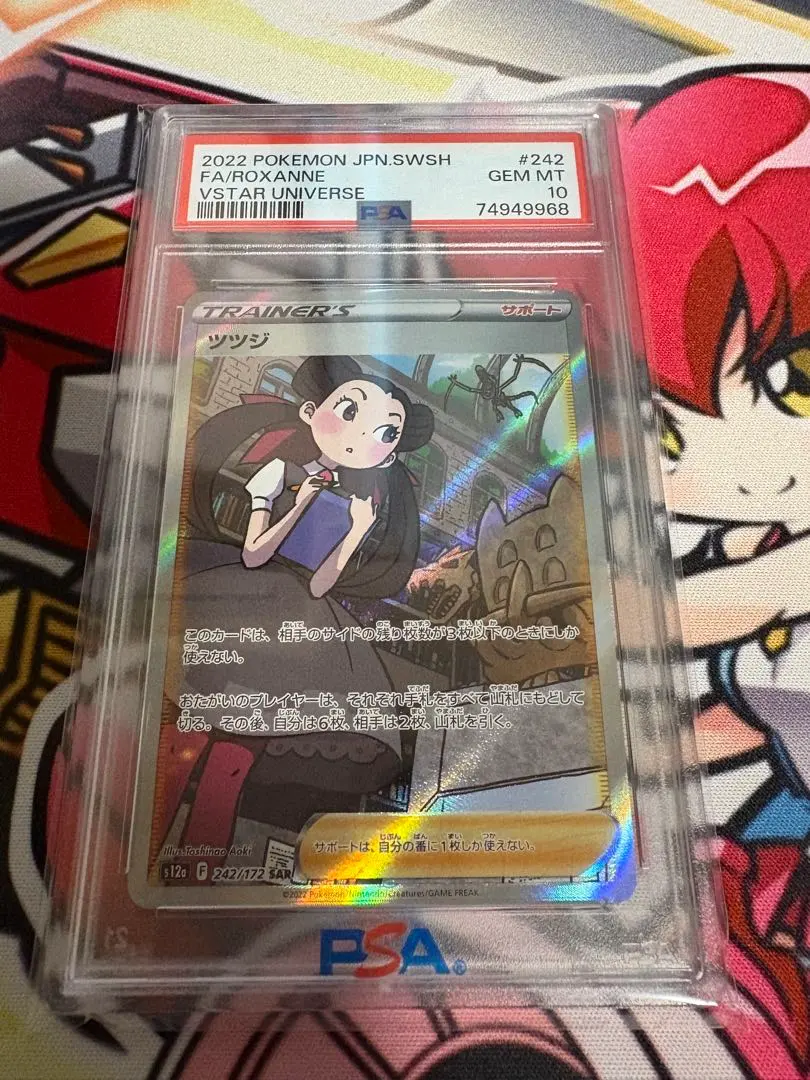 2022 POKEMON JPN.SWSH #242
FA/ROXANNE GEM MT
VSTAR UNIVERSE 10
PSA 74949968
TRAINER'S サポート
ツツジ
このカードは、相手のサイドの残り枚数が3枚以下のときにしか
使えない。
おたがいのプレイヤーは、それぞれ手札をすべて山札にもどして
切る。その後、自分は6枚、相手は2枚、山札を引く。
サポートは、自分の番に1枚しか使えない。
Illus. Toshinao Aoki
s12a F 242/172 SAR
©2022 Pokémon/Nintendo/Creatures/GAME FREAK
PSA®